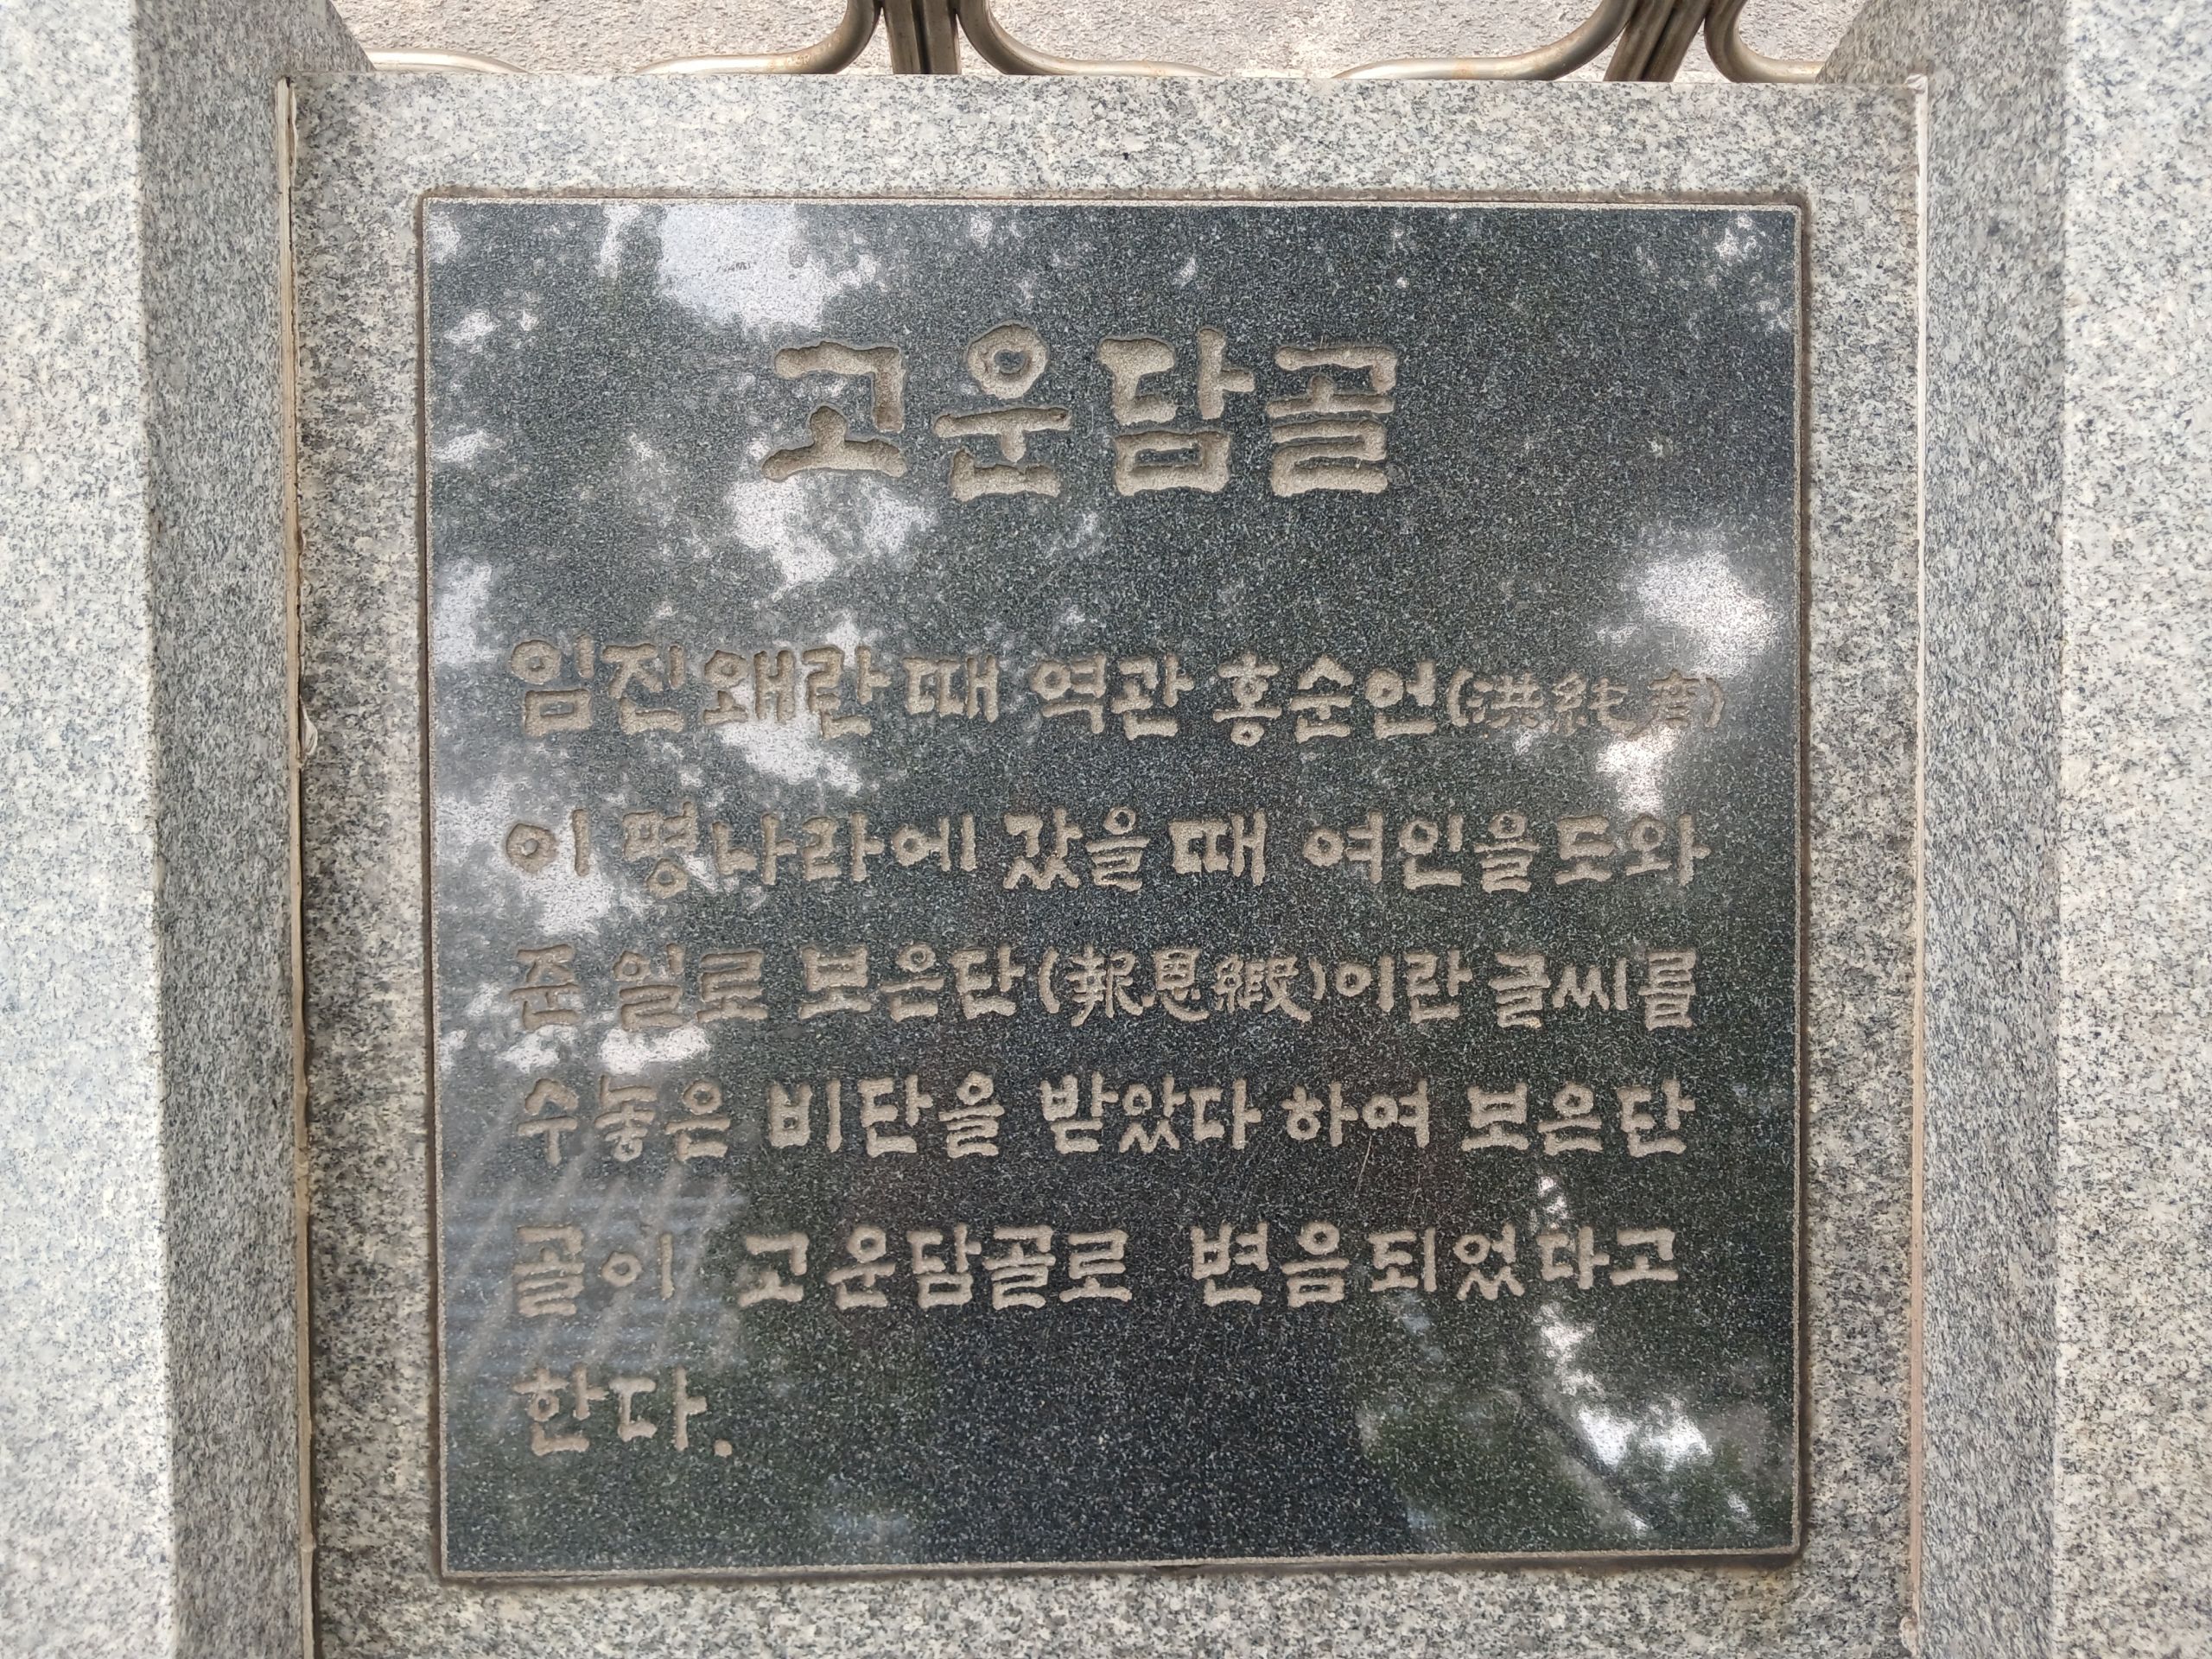 고운담골
임진왜란 때 역관 홍순언(洪純彦)
이 명나라에 갔을 때 여인을 도와
준 일로 보은단(報恩緞)이란 글씨를
수놓은 비단을 받았다 하여 보은단
골이 고운담골로 변음되었다고
한다.